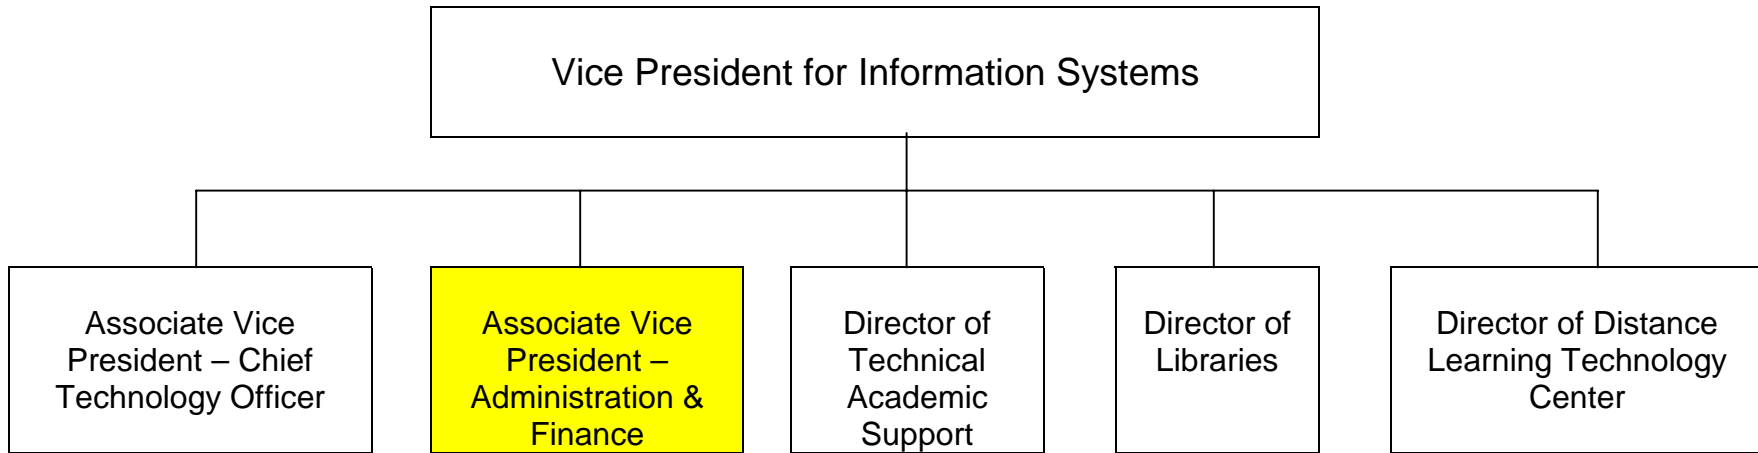 Vice President for Information Systems
Associate Vice
President – Chief
Technology Officer
Associate Vice
President –
Administration &
Finance
Director of
Technical
Academic
Support
Director of
Libraries
Director of Distance
Learning Technology
Center